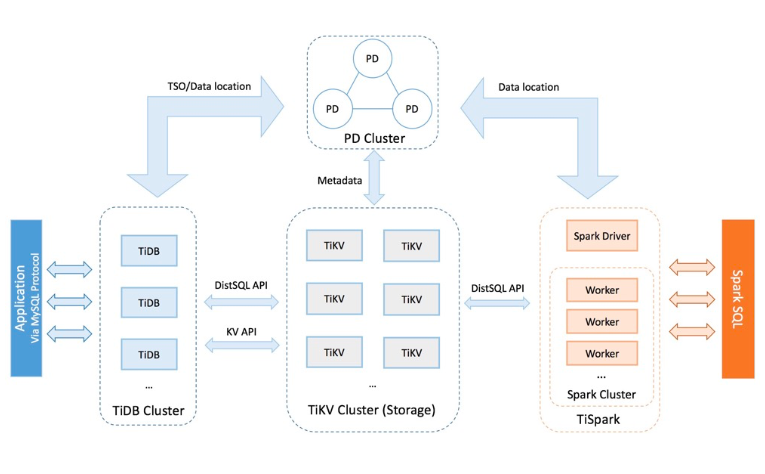 PD
TSO/Data location
Data location
PD
PD
PD Cluster
Metadata
Application
Via MySQL Protocol
TiDB
TiDB
TiDB
...
TiDB Cluster
DistSQL API
KV API
TiKV
TiKV
TiKV
TiKV
TiKV
TiKV
...
TiKV Cluster (Storage)
DistSQL API
Spark Driver
Worker
Worker
Worker
...
Spark Cluster
TiSpark
Spark SQL